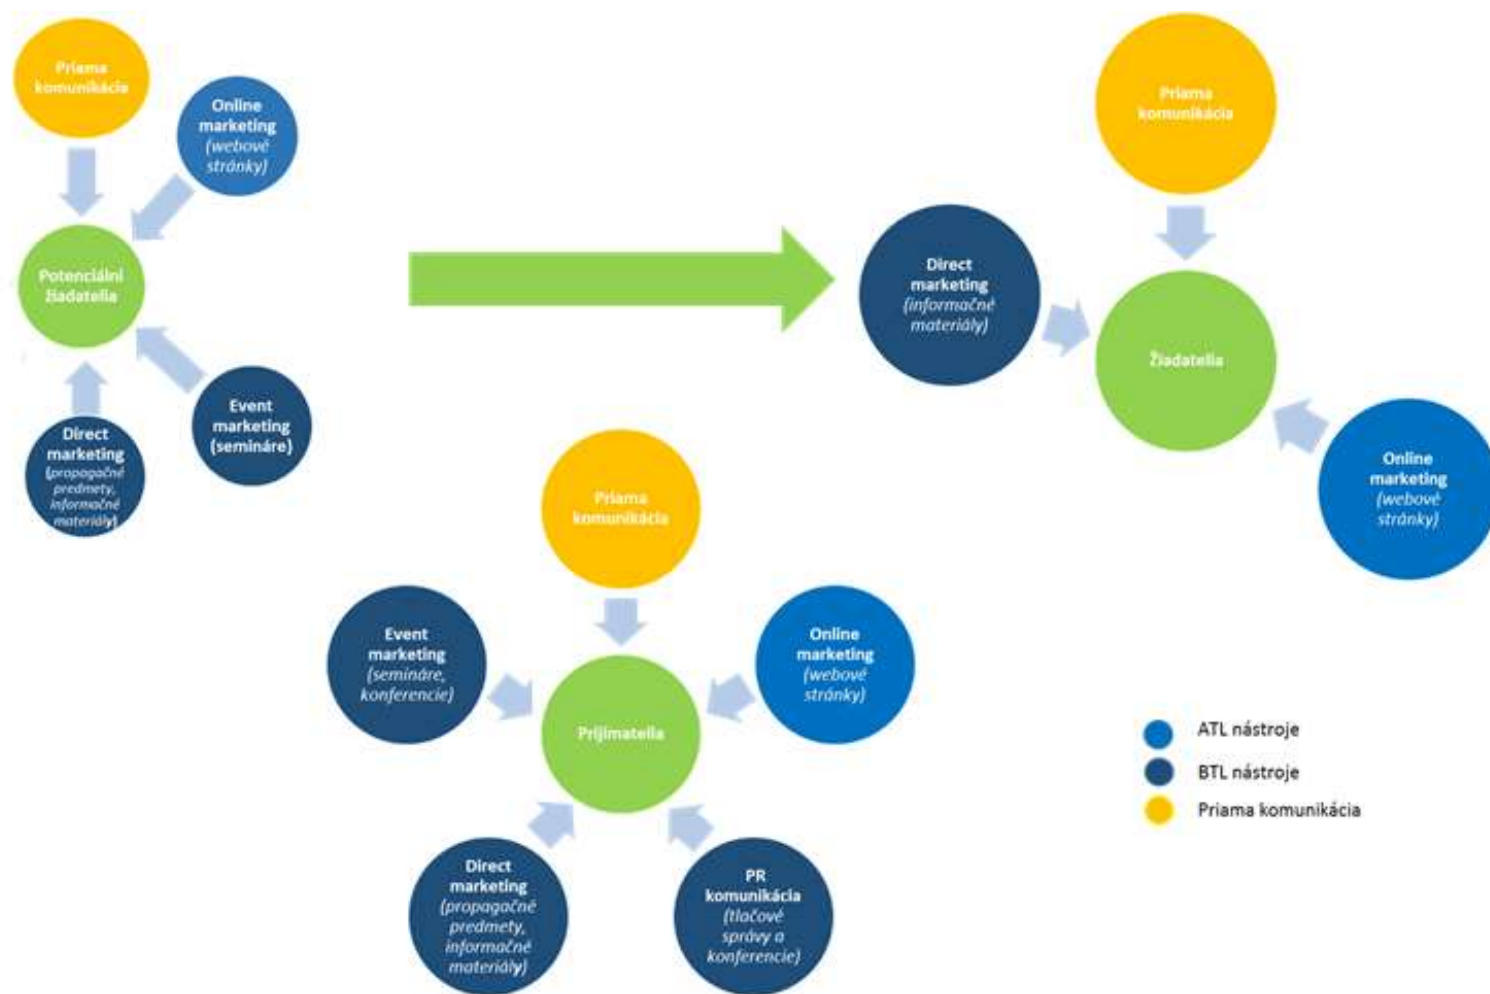 Priama
komunikácia
Online
marketing
(webové
stránky)
Potenciálni
žiadatelia
Event
marketing
(semináre)
Direct
marketing
(propagačné
predmety,
informačné
materiály)
Priama
komunikácia
Direct
marketing
(informačné
materiály)
Žiadatelia
Online
marketing
(webové
stránky)
Priama
komunikácia
Event
marketing
(semináre,
konferencie)
Online
marketing
(webové
stránky)
Prijímatelia
Direct
marketing
(propagačné
predmety,
informačné
materiály)
PR
komunikácia
(tlačové
správy a
konferencie)
ATL nástroje
BTL nástroje
Priama komunikácia